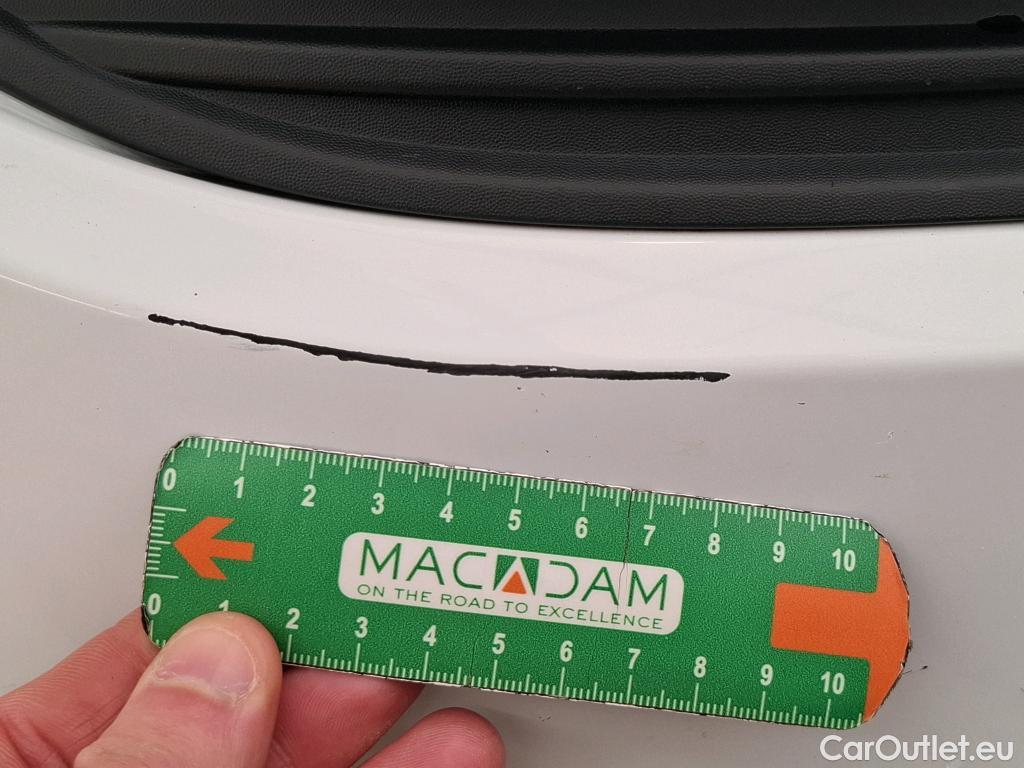 0 1 2 3 4 5 6 7 8 9 10
MACADAM
ON THE ROAD TO EXCELLENCE
0 1 2 3 4 5 6 7 8 9 10
CarOutlet.eu